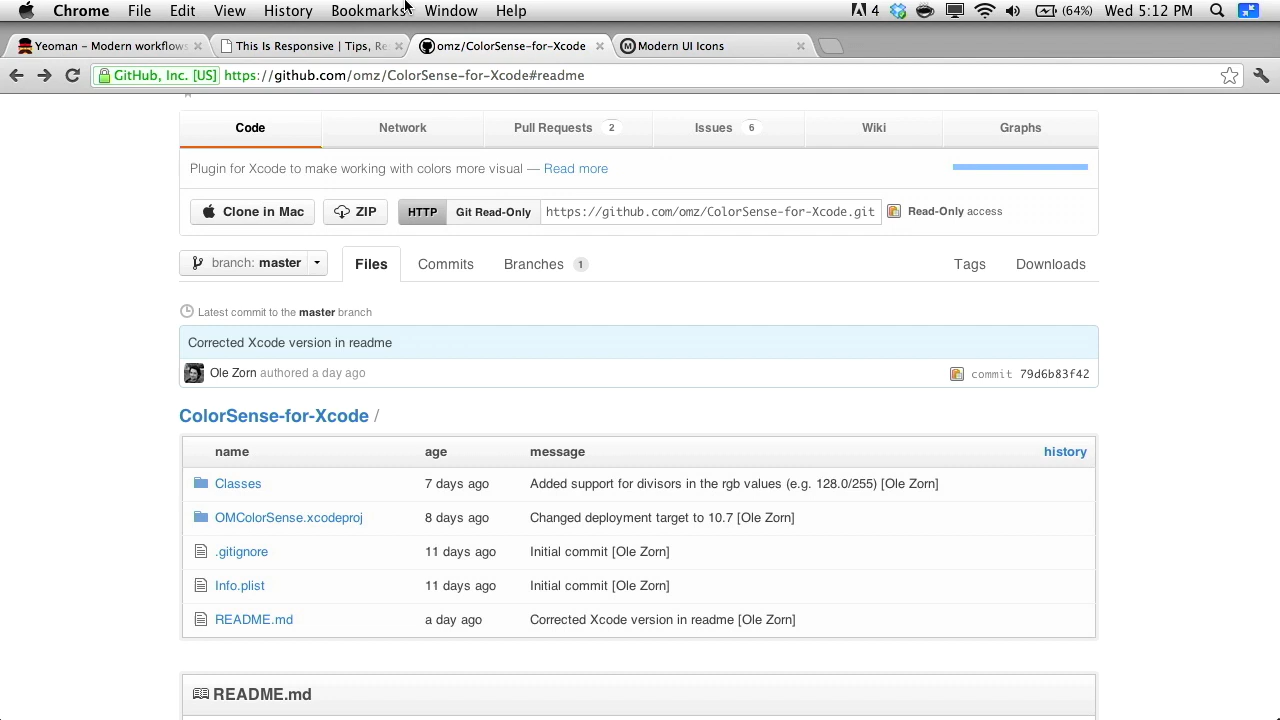 Chrome File Edit View History Bookmarks Window Help 4 (64%) Wed 5:12 PM
Yeoman – Modern workflows This Is Responsive | Tips, Re omz/ColorSense-for-Xcode Modern UI Icons
GitHub, Inc. [US] https://github.com/omz/ColorSense-for-Xcode#readme
Code Network Pull Requests 2 Issues 6 Wiki Graphs
Plugin for Xcode to make working with colors more visual — Read more
Clone in Mac ZIP HTTP Git Read-Only https://github.com/omz/ColorSense-for-Xcode.git Read-Only access
branch: master Files Commits Branches 1 Tags Downloads
Latest commit to the master branch
Corrected Xcode version in readme
Ole Zorn authored a day ago commit 79d6b83f42
ColorSense-for-Xcode /
name age message history
Classes 7 days ago Added support for divisors in the rgb values (e.g. 128.0/255) [Ole Zorn]
OMColorSense.xcodeproj 8 days ago Changed deployment target to 10.7 [Ole Zorn]
.gitignore 11 days ago Initial commit [Ole Zorn]
Info.plist 11 days ago Initial commit [Ole Zorn]
README.md a day ago Corrected Xcode version in readme [Ole Zorn]
README.md